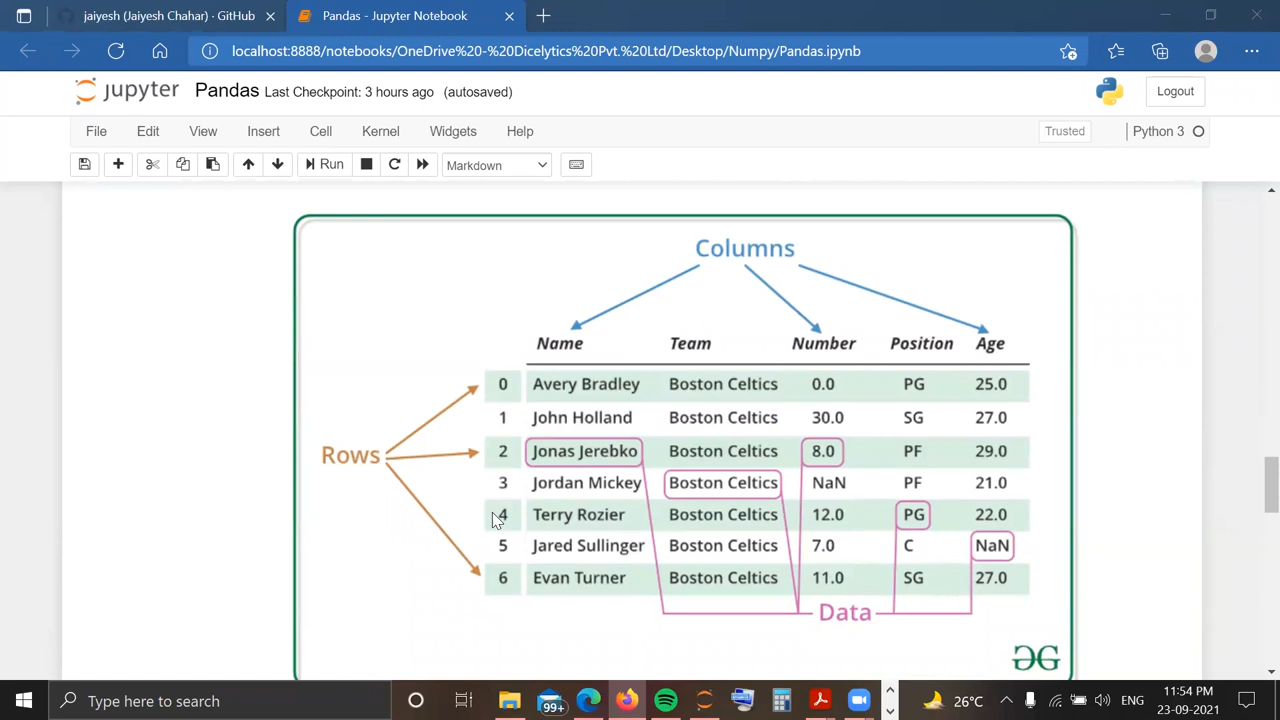 jaiyesh (Jaiyesh Chahar) · GitHub
Pandas - Jupyter Notebook
localhost:8888/notebooks/OneDrive%20-%20Dicelytics%20Pvt.%20Ltd/Desktop/Numpy/Pandas.ipynb
jupyter Pandas Last Checkpoint: 3 hours ago (autosaved) Logout
File Edit View Insert Cell Kernel Widgets Help Trusted Python 3
Run Markdown
Columns
Name Team Number Position Age
0 Avery Bradley Boston Celtics 0.0 PG 25.0
1 John Holland Boston Celtics 30.0 SG 27.0
Rows
2 Jonas Jerebko Boston Celtics 8.0 PF 29.0
3 Jordan Mickey Boston Celtics NaN PF 21.0
4 Terry Rozier Boston Celtics 12.0 PG 22.0
5 Jared Sullinger Boston Celtics 7.0 C NaN
6 Evan Turner Boston Celtics 11.0 SG 27.0
Data
Type here to search
99+
26°C
ENG
11:54 PM
23-09-2021